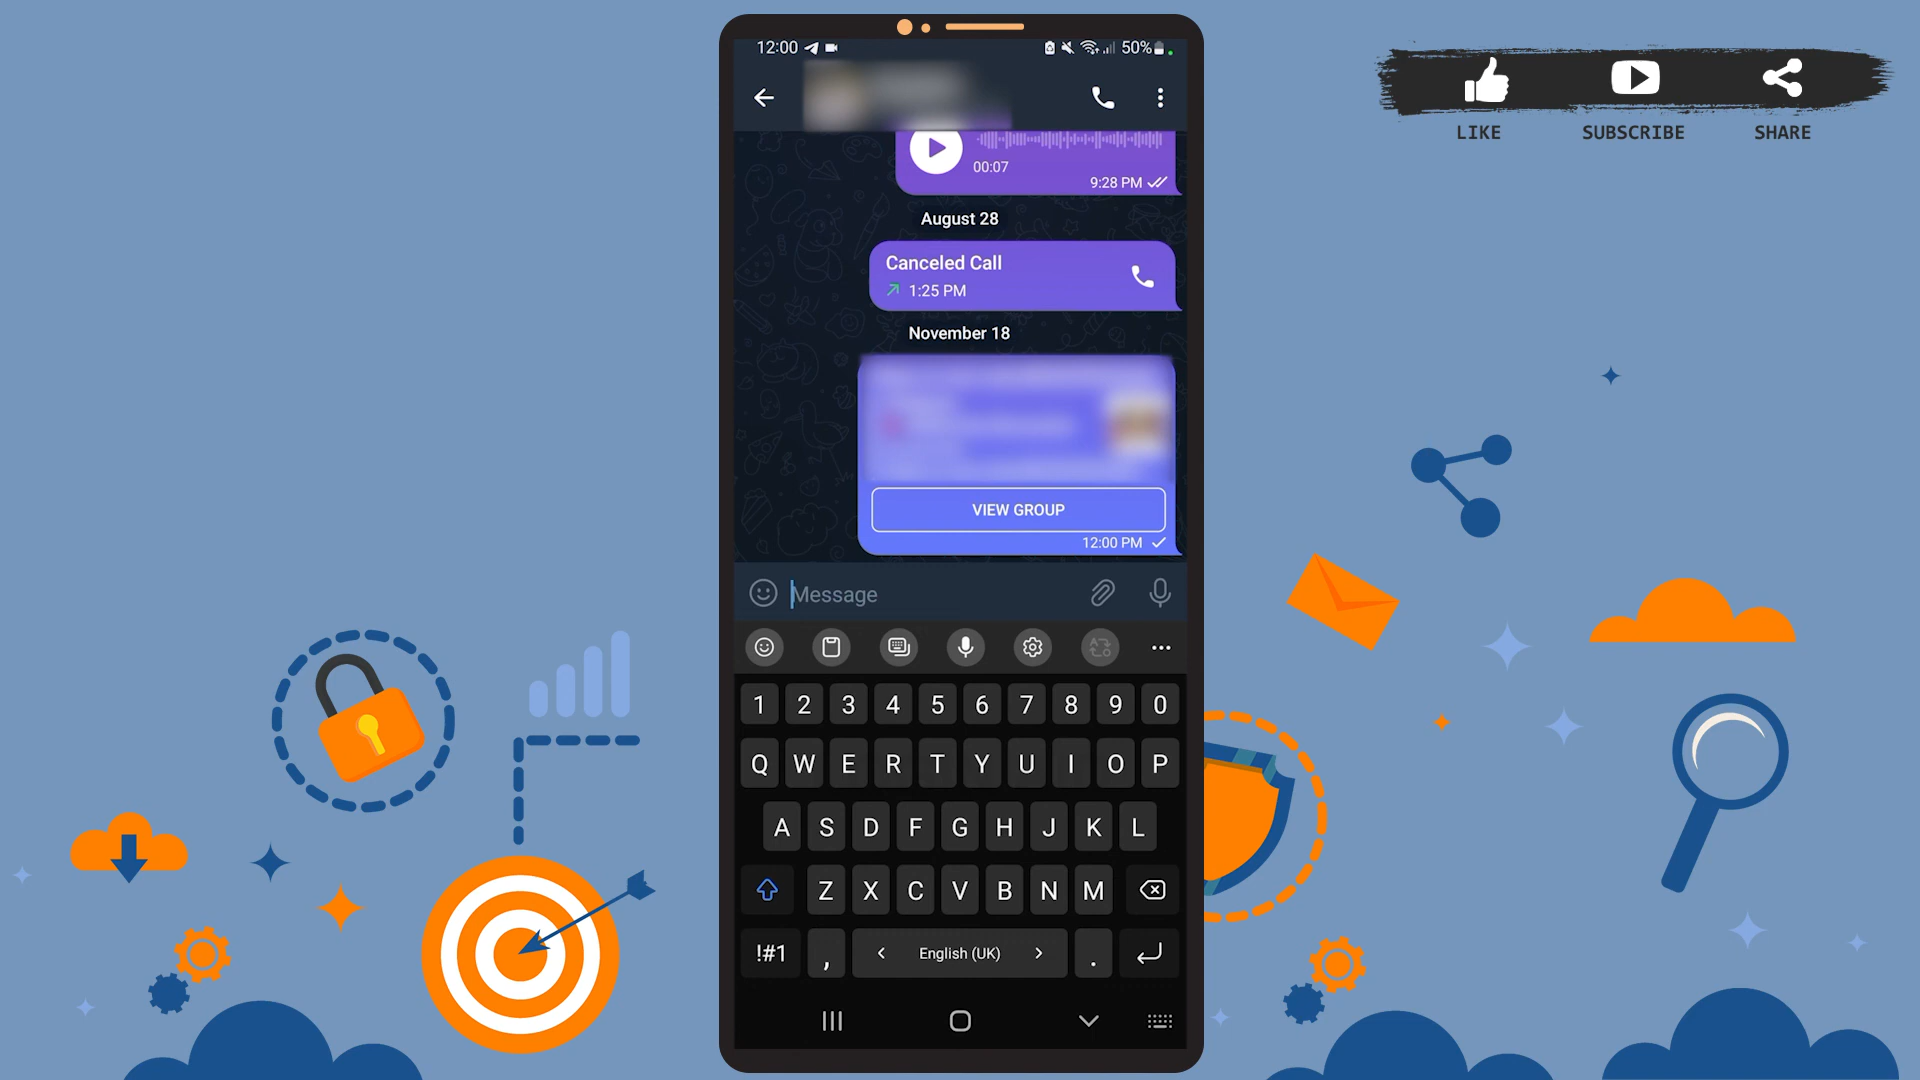 12:00
50%
LIKE
SUBSCRIBE
SHARE
00:07
9:28 PM
August 28
Canceled Call
1:25 PM
November 18
VIEW GROUP
12:00 PM
Message
1 2 3 4 5 6 7 8 9 0
Q W E R T Y U I O P
A S D F G H J K L
Z X C V B N M
!#1 , < English (UK) > .